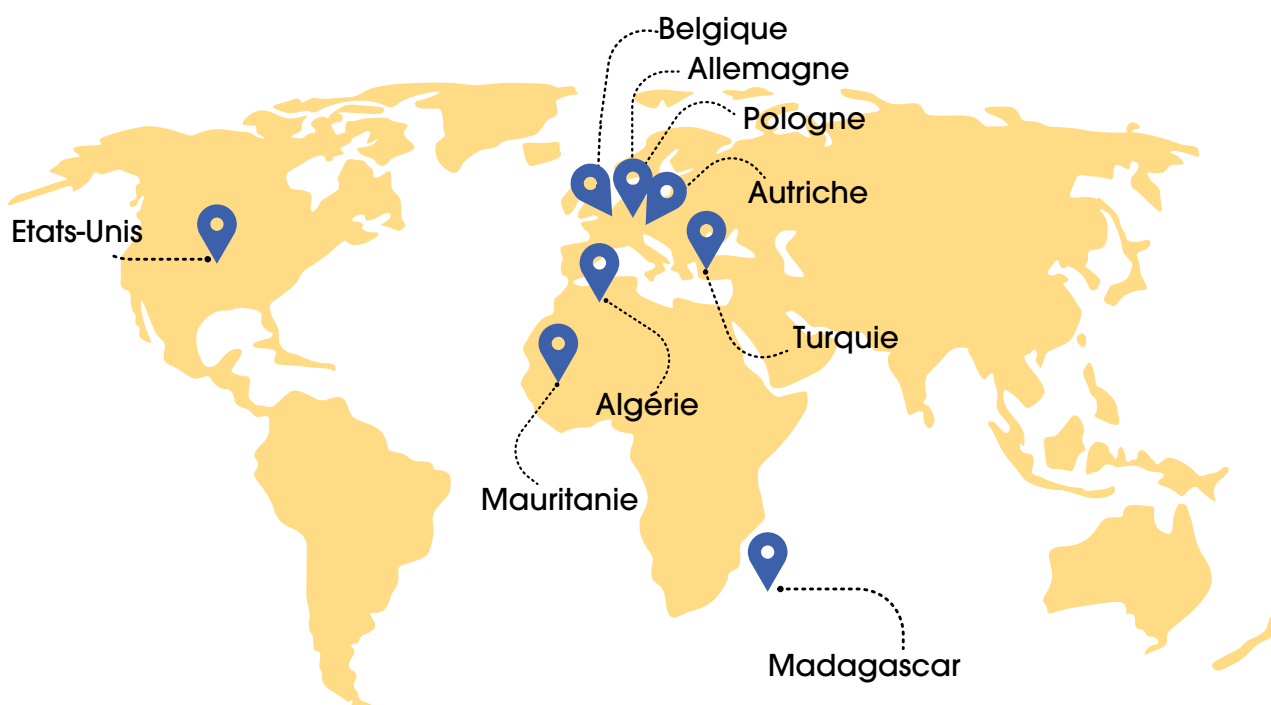 Belgique
Allemagne
Pologne
Autriche
Etats-Unis
Turquie
Algérie
Mauritanie
Madagascar